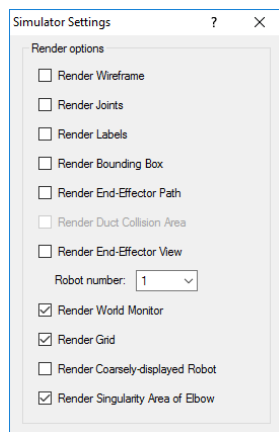 Simulator Settings ?
Render options
Render Wireframe
Render Joints
Render Labels
Render Bounding Box
Render End-Effector Path
Render Duct Collision Area
Render End-Effector View
Robot number: 1
Render World Monitor
Render Grid
Render Coarsely-displayed Robot
Render Singularity Area of Elbow